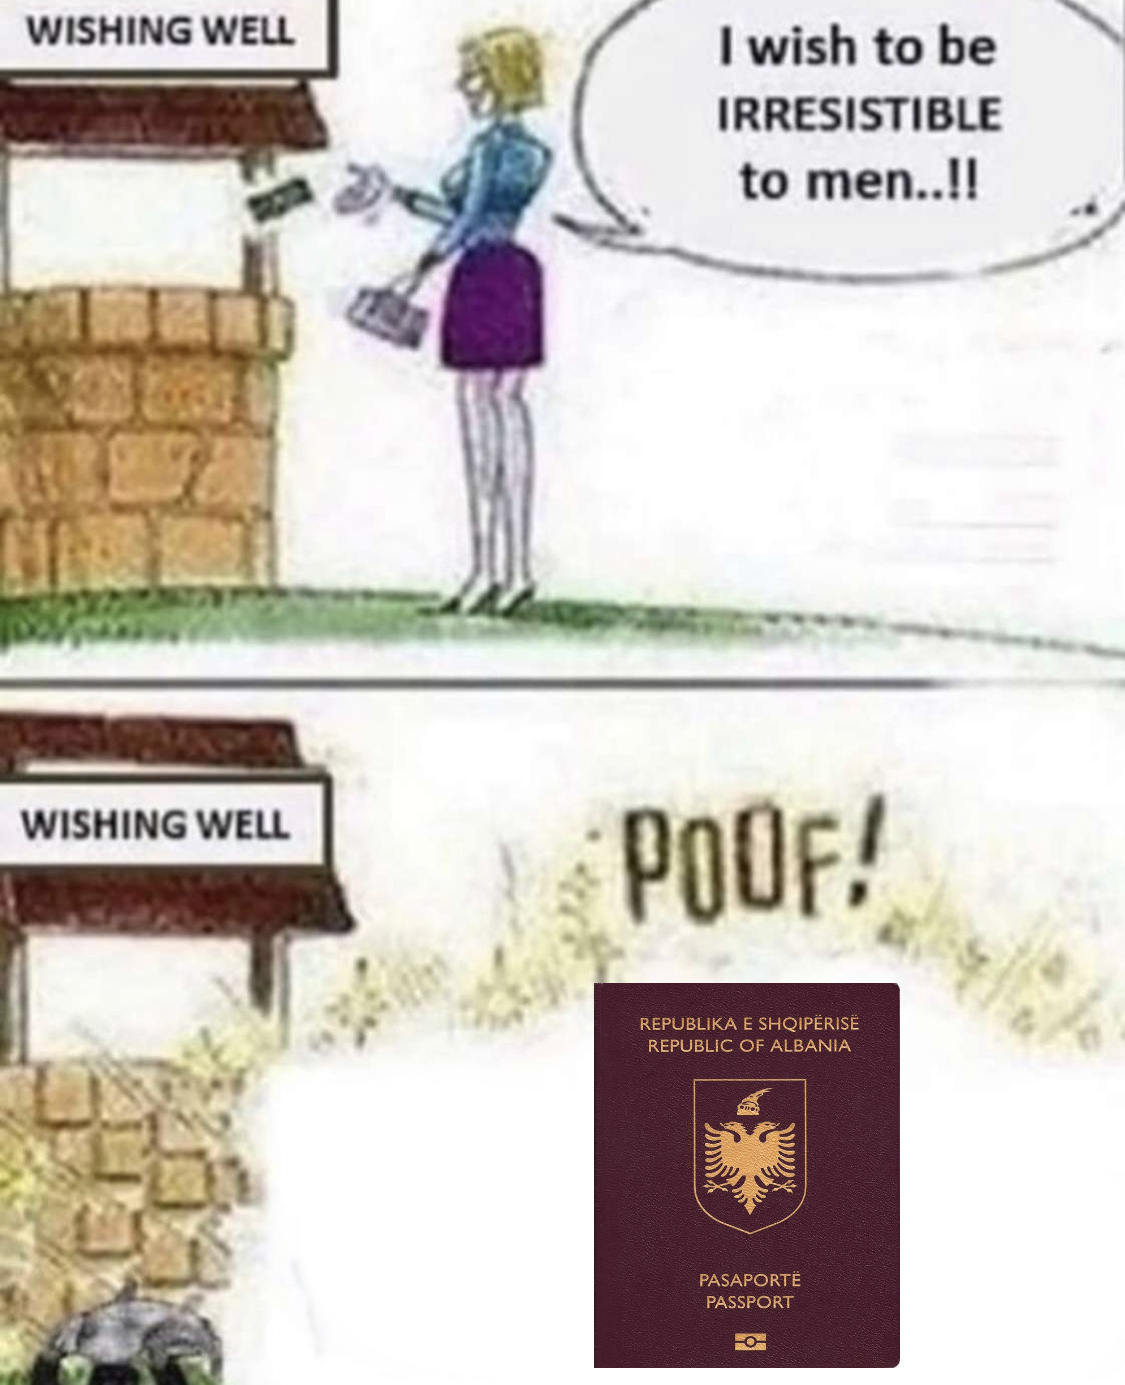 WISHING WELL
I wish to be
IRRESISTIBLE
to men..!!
WISHING WELL
POOF!
REPUBLIKA E SHQIPËRISË
REPUBLIC OF ALBANIA
PASAPORTË
PASSPORT